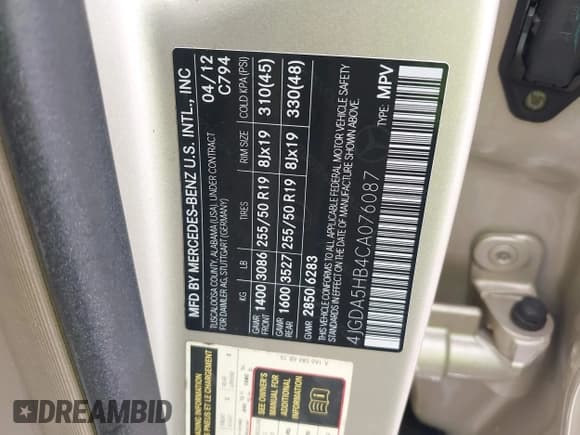 MFD BY MERCEDES-BENZ U.S. INTL., INC
TUSCALOOSA COUNTY, ALABAMA (USA), UNDER CONTRACT
FOR DAIMLER AG, STUTTGART (GERMANY)
04/12
C794
KG LB TIRES RIM SIZE COLD KPA (PSI)
GAWR FRONT 1400 3086 255/50 R19 8Jx19 310(45)
GAWR REAR 1600 3527 255/50 R19 8Jx19 330(48)
GVWR 2850 6283
THIS VEHICLE CONFORMS TO ALL APPLICABLE FEDERAL MOTOR VEHICLE SAFETY
STANDARDS IN EFFECT ON THE DATE OF MANUFACTURE SHOWN ABOVE.
4JGDA5HB4CA076087 TYPE: MPV
SEE OWNER'S
MANUAL FOR
ADDITIONAL
INFORMATION
DREAMBID